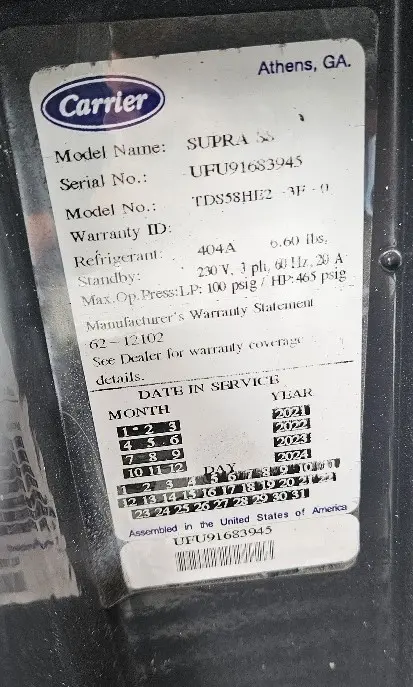 Athens, GA.
Carrier
Model Name: SUPRA
Serial No.: UFU91683945
Model No.: TDS58HE2 -3F - 0
Warranty ID:
Refrigerant: 404A 6.60 lbs,
Standby: 230 V, 3 ph, 60 Hz, 20 A
Max.Op.Press:LP: 100 psig / HP:465 psig
Manufacturer's Warranty Statement
62-12102
See Dealer for warranty coverage
details.
DATE IN SERVICE
MONTH YEAR
1 2 3 2021
4 5 6 2022
7 8 9 2023
10 11 12 2024
DAY
1 2 3 4 5 6 7 8 9 10 11
12 13 14 15 16 17 18 19 20 21 22
23 24 25 26 27 28 29 30 31
Assembled in the United States of America
UFU91683945